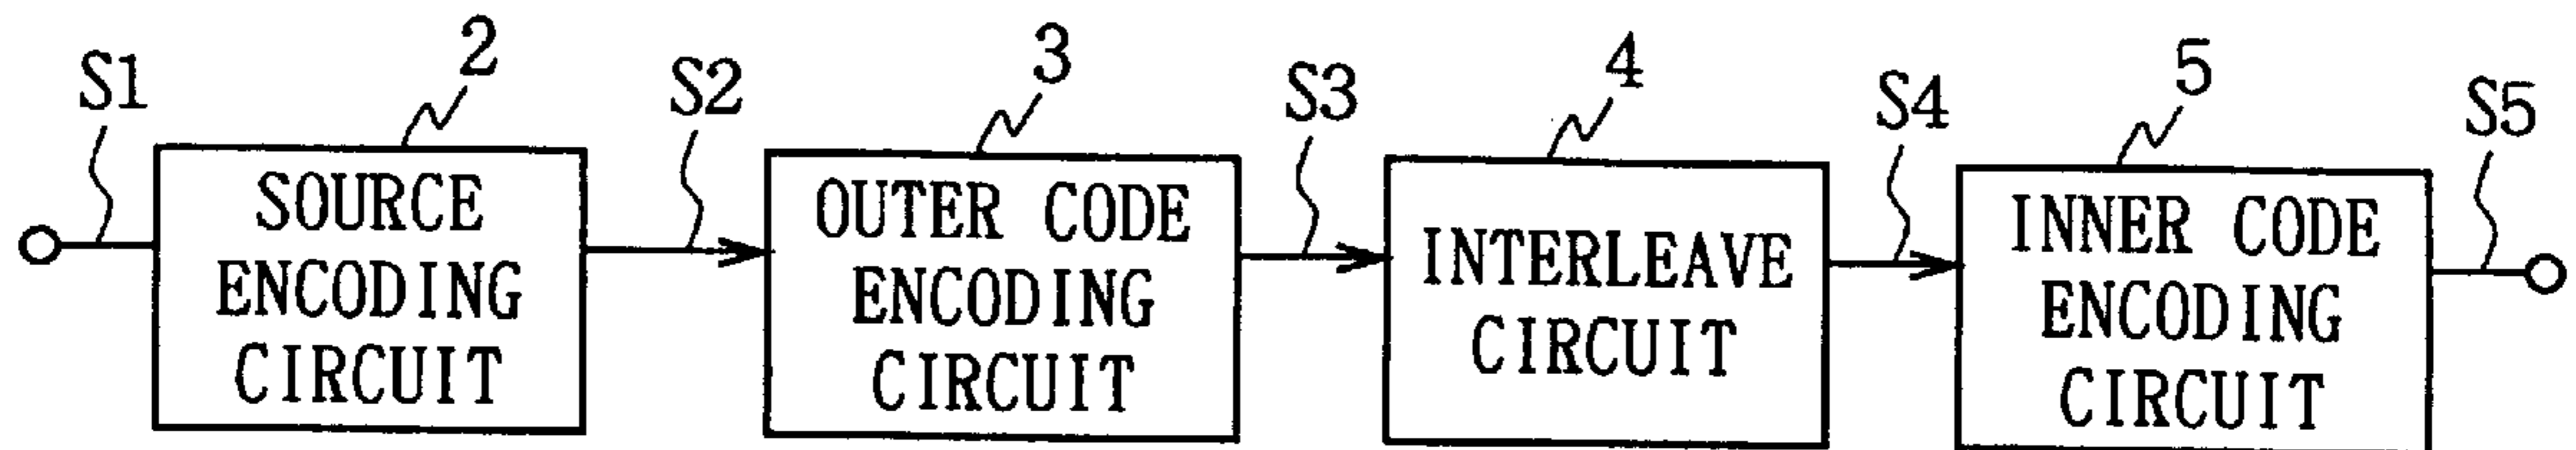 S1
2
S2
3
S3
4
S4
5
S5
SOURCE
ENCODING
CIRCUIT
OUTER CODE
ENCODING
CIRCUIT
INTERLEAVE
CIRCUIT
INNER CODE
ENCODING
CIRCUIT